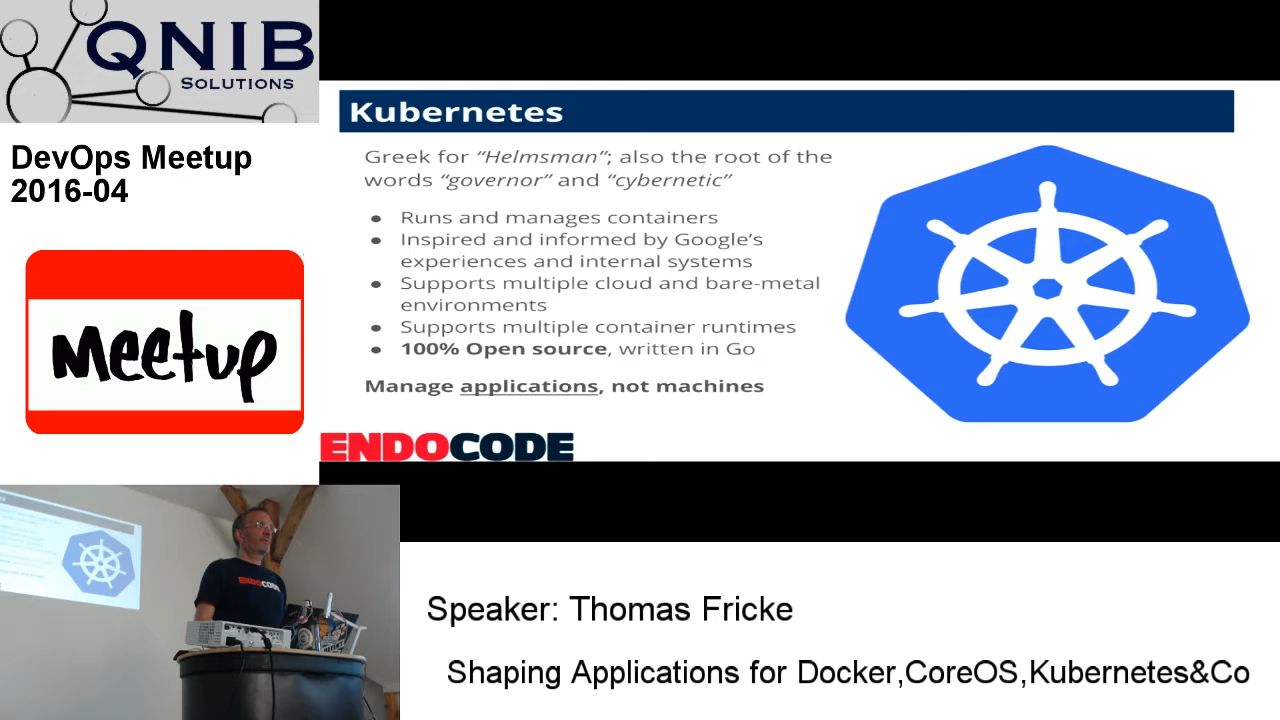 QNIB
SOLUTIONS
DevOps Meetup
2016-04
meetup
Kubernetes
Greek for “Helmsman”; also the root of the
words “governor” and “cybernetic”
● Runs and manages containers
● Inspired and informed by Google’s
experiences and internal systems
● Supports multiple cloud and bare-metal
environments
● Supports multiple container runtimes
● 100% Open source, written in Go
Manage applications, not machines
ENDOCODE
ENDOCODE
Speaker: Thomas Fricke
Shaping Applications for Docker,CoreOS,Kubernetes&Co